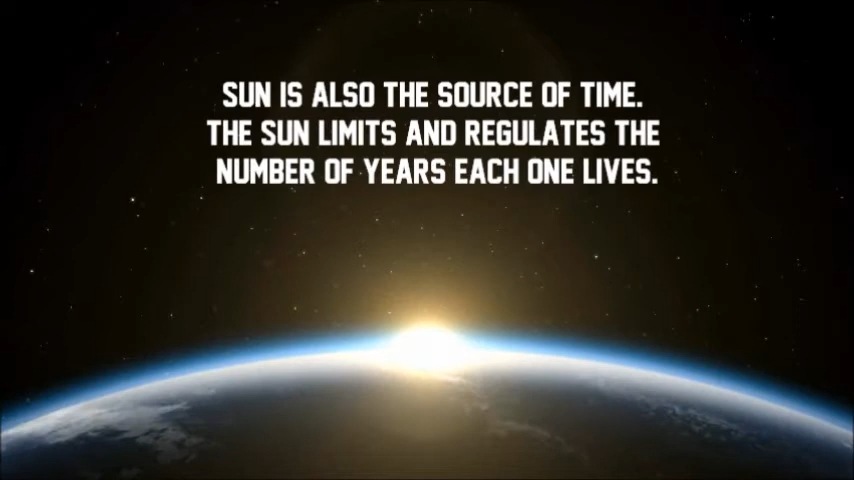 SUN IS ALSO THE SOURCE OF TIME.
THE SUN LIMITS AND REGULATES THE
NUMBER OF YEARS EACH ONE LIVES.